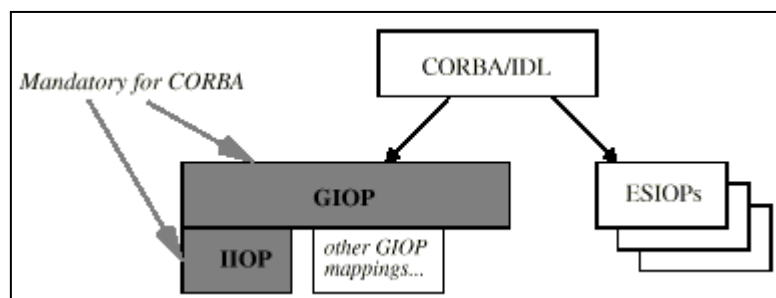 CORBA/IDL
Mandatory for CORBA
GIOP
ESIOPs
IIOP
other GIOP
mappings...